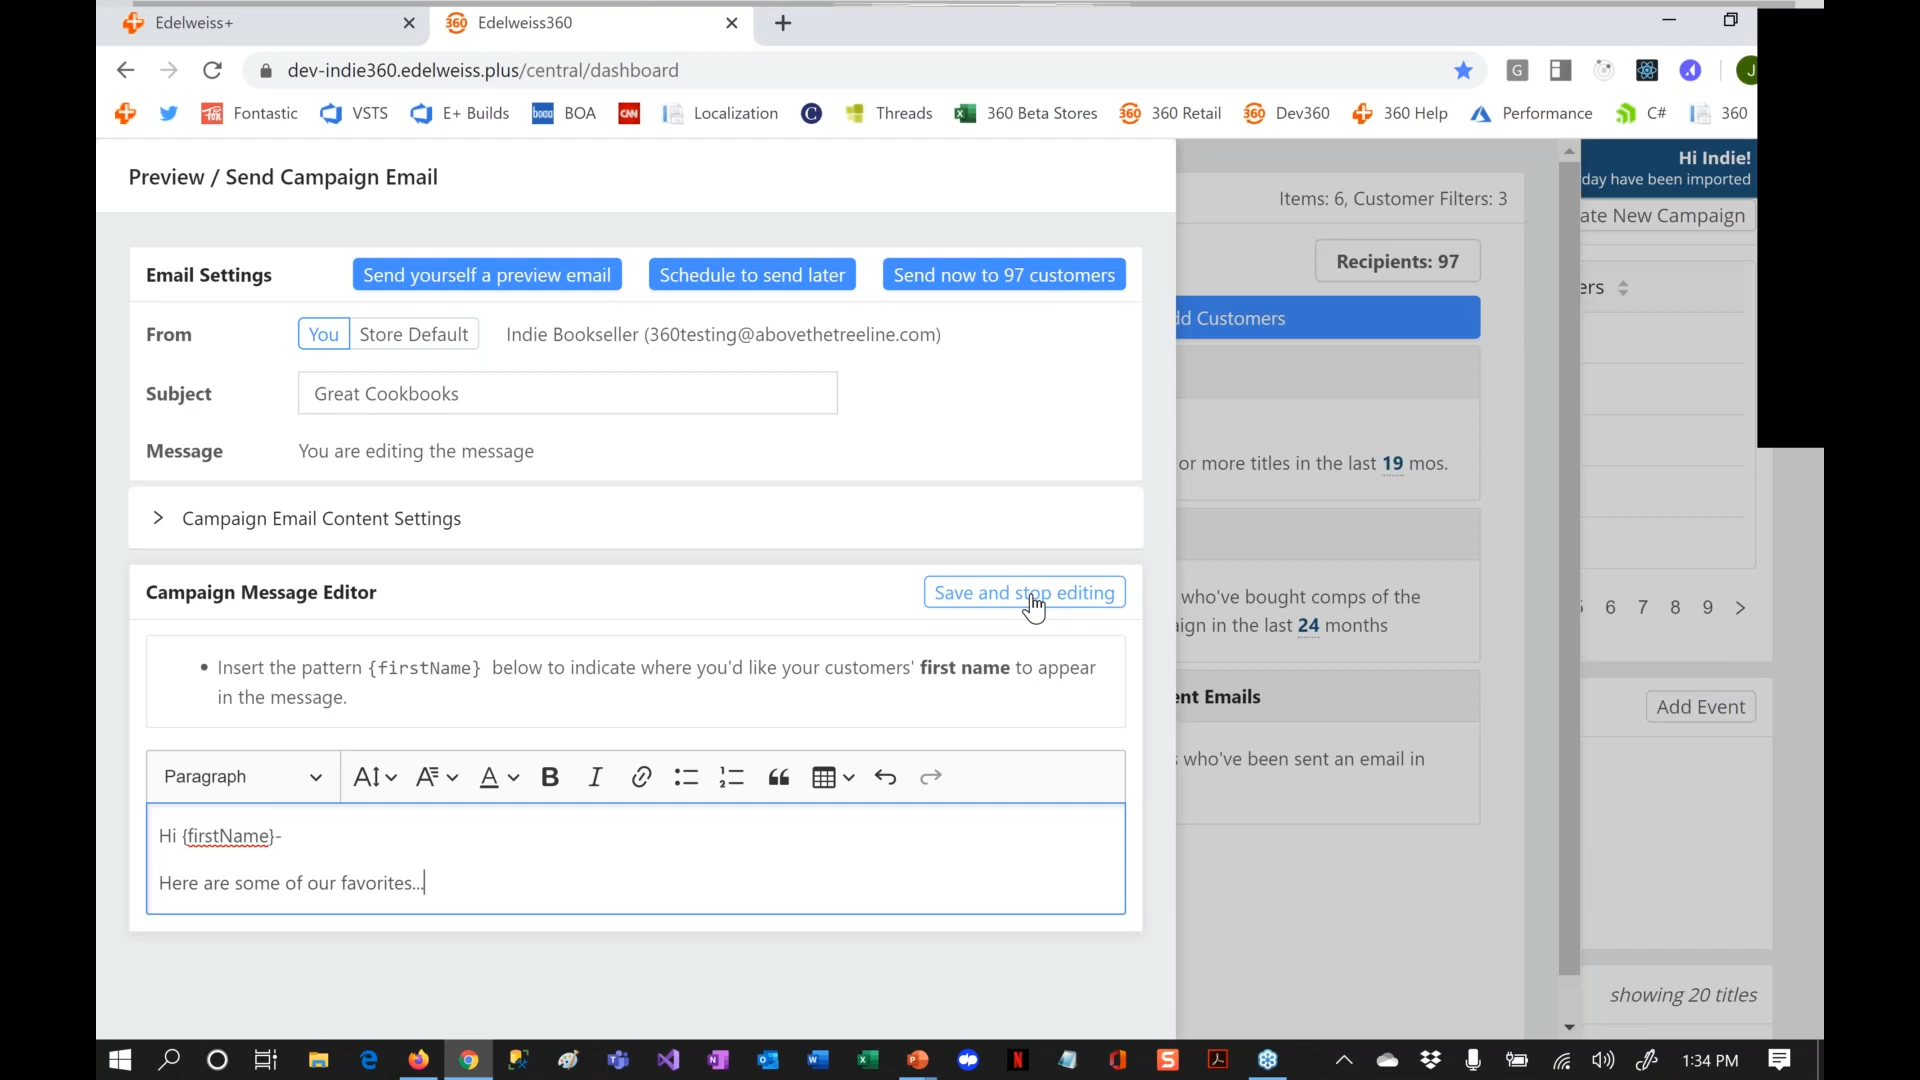 Edelweiss+
360 Edelweiss360
dev-indie360.edelweiss.plus/central/dashboard
G
J
FOX Fontastic VSTS E+ Builds BOA CNN Localization C Threads 360 Beta Stores 360 360 Retail 360 Dev360 360 Help Performance C# 360
Preview / Send Campaign Email
Email Settings Send yourself a preview email Schedule to send later Send now to 97 customers
From You Store Default Indie Bookseller (360testing@abovethetreeline.com)
Subject Great Cookbooks
Message You are editing the message
Campaign Email Content Settings
Campaign Message Editor Save and stop editing
Insert the pattern {firstName} below to indicate where you'd like your customers' first name to appear
in the message.
Paragraph
Hi {firstName}-
Here are some of our favorites...
Items: 6, Customer Filters: 3
Recipients: 97
dd Customers
or more titles in the last 19 mos.
who've bought comps of the
aign in the last 24 months
ent Emails
who've been sent an email in
Hi Indie!
day have been imported
ate New Campaign
ers
6 7 8 9
Add Event
showing 20 titles
1:34 PM